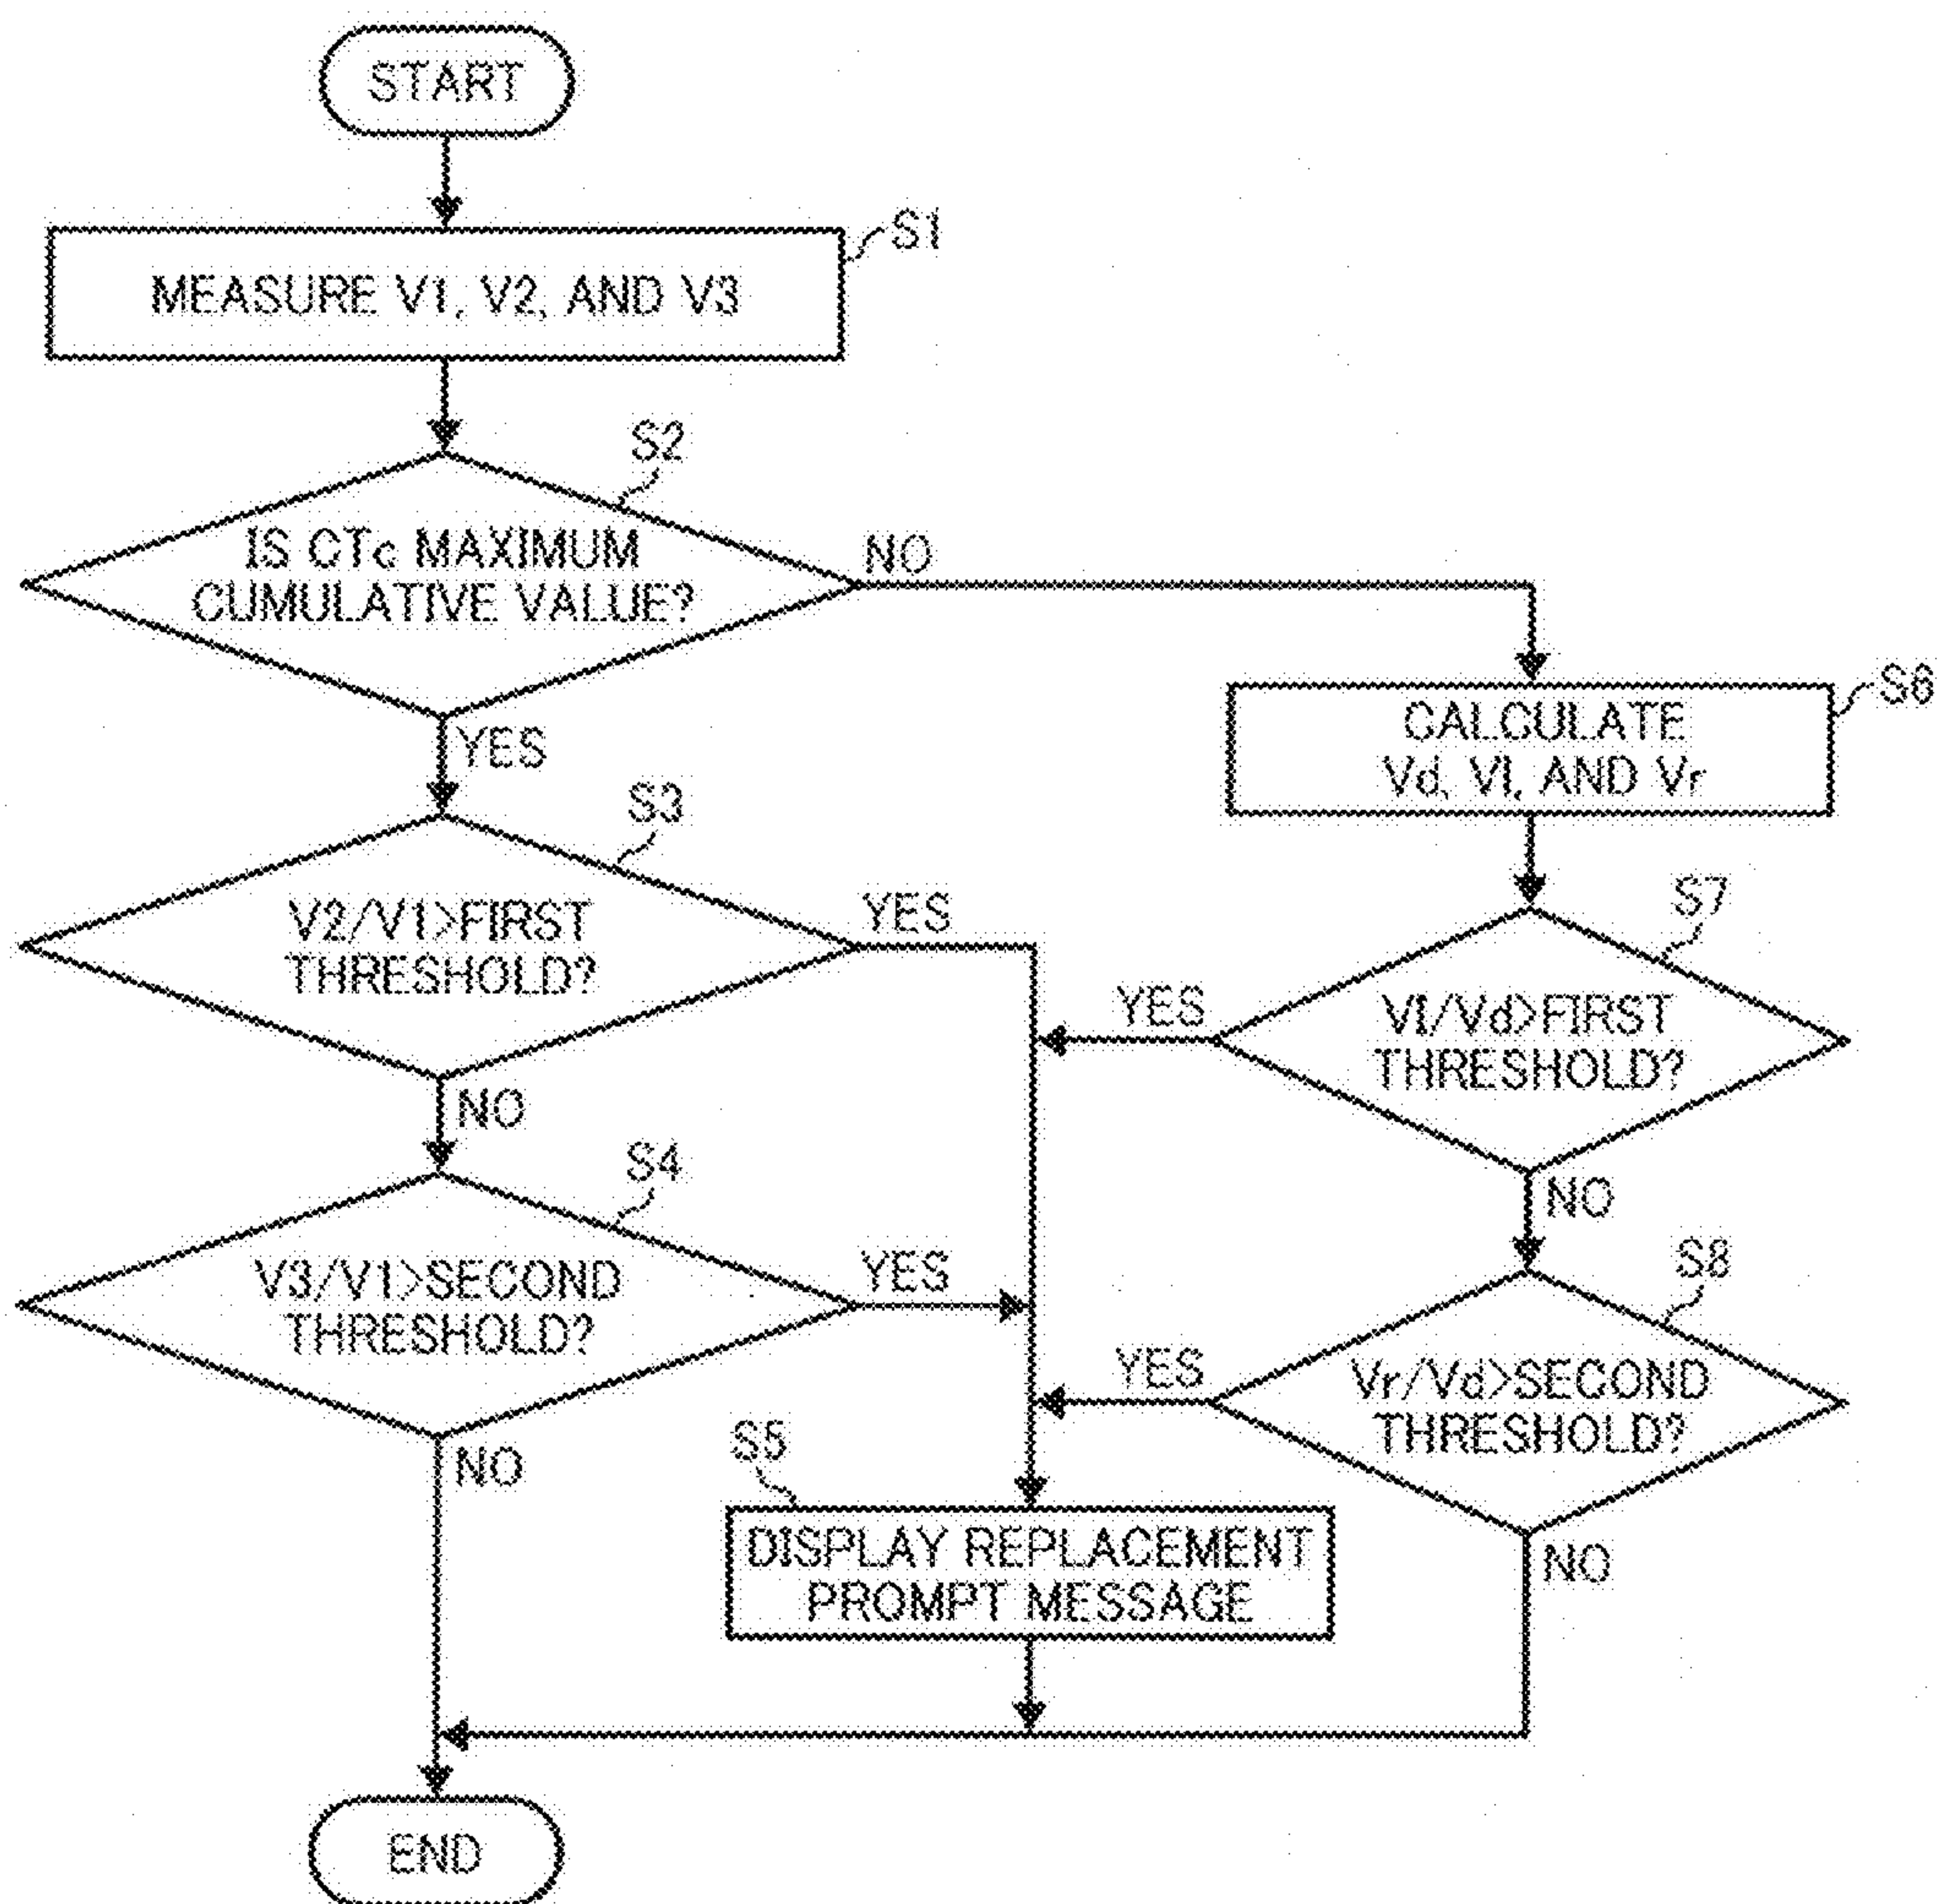 START
S1
MEASURE V1, V2, AND V3
S2
IS CTc MAXIMUM
CUMULATIVE VALUE?
NO
YES
S6
CALCULATE
Vd, Vl, AND Vr
S3
V2/V1>FIRST
THRESHOLD?
YES
NO
S7
Vl/Vd>FIRST
THRESHOLD?
YES
NO
S4
V3/V1>SECOND
THRESHOLD?
YES
NO
S8
Vr/Vd>SECOND
THRESHOLD?
YES
NO
S5
DISPLAY REPLACEMENT
PROMPT MESSAGE
END